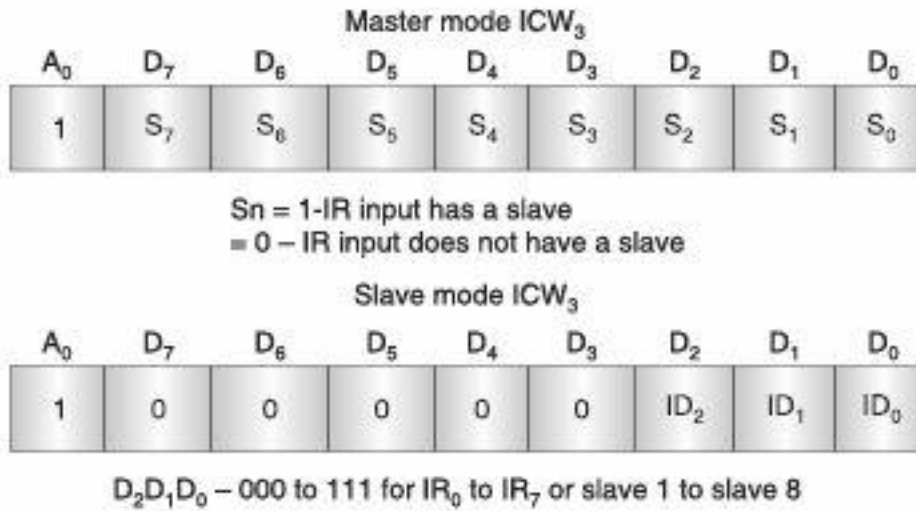 Master mode ICW₃
A₀ D₇ D₆ D₅ D₄ D₃ D₂ D₁ D₀
1 S₇ S₆ S₅ S₄ S₃ S₂ S₁ S₀
Sn = 1-IR input has a slave
= 0 – IR input does not have a slave
Slave mode ICW₃
A₀ D₇ D₆ D₅ D₄ D₃ D₂ D₁ D₀
1 0 0 0 0 0 ID₂ ID₁ ID₀
D₂D₁D₀ – 000 to 111 for IR₀ to IR₇ or slave 1 to slave 8